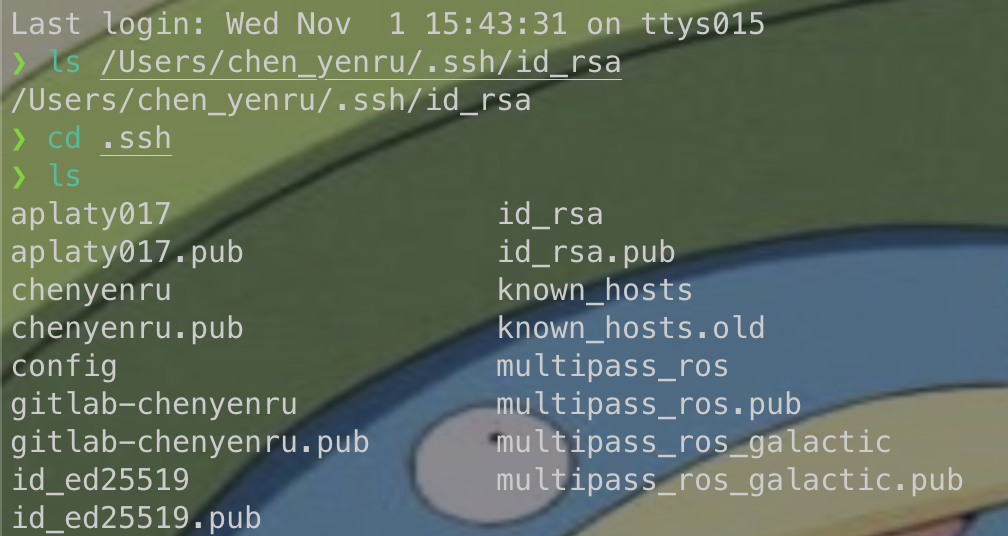 Last login: Wed Nov  1 15:43:31 on ttys015
❯ ls /Users/chen_yenru/.ssh/id_rsa
/Users/chen_yenru/.ssh/id_rsa
❯ cd .ssh
❯ ls
aplaty017                  id_rsa
aplaty017.pub              id_rsa.pub
chenyenru                  known_hosts
chenyenru.pub              known_hosts.old
config                     multipass_ros
gitlab-chenyenru           multipass_ros.pub
gitlab-chenyenru.pub       multipass_ros_galactic
id_ed25519                 multipass_ros_galactic.pub
id_ed25519.pub